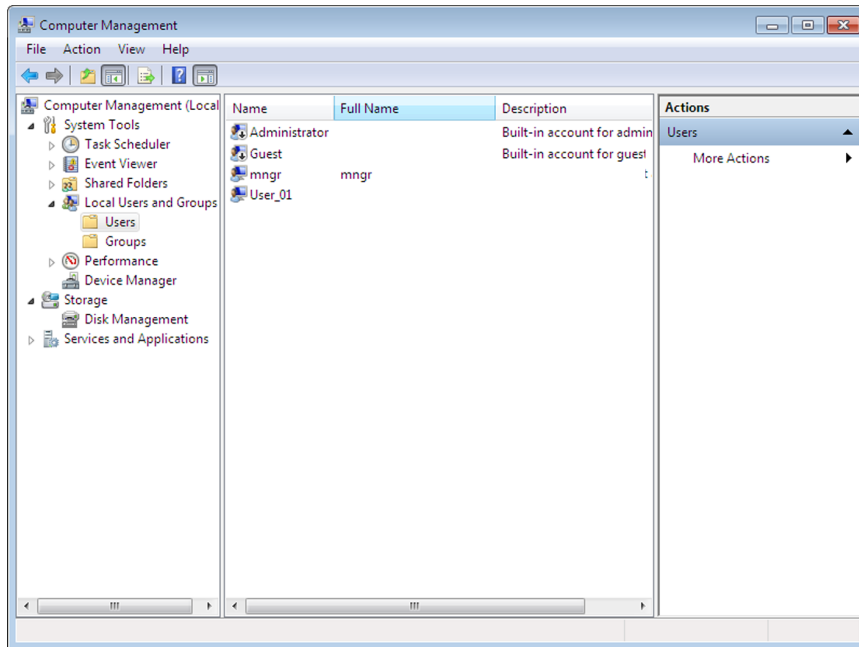 Computer Management
File Action View Help
Computer Management (Local
System Tools
Task Scheduler
Event Viewer
Shared Folders
Local Users and Groups
Users
Groups
Performance
Device Manager
Storage
Disk Management
Services and Applications
Name Full Name Description
Administrator Built-in account for admin
Guest Built-in account for guest
mngr mngr
User_01
Actions
Users
More Actions